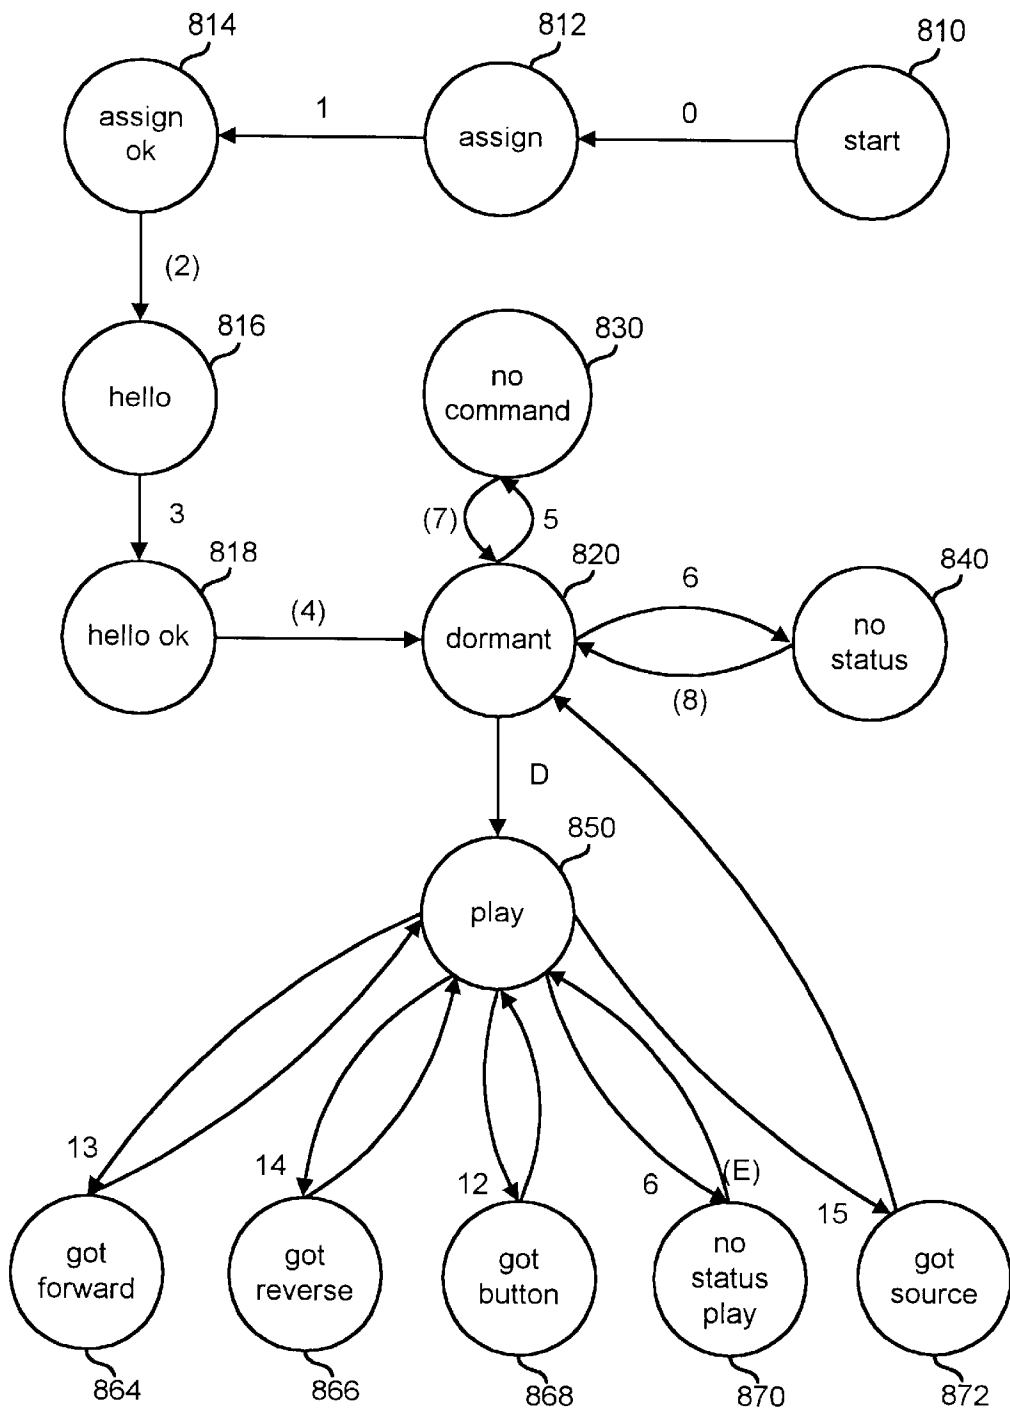 814
812
810
assign
ok
1
assign
0
start
(2)
816
hello
830
no
command
3
(7)
5
818
hello ok
(4)
820
dormant
6
840
no
status
(8)
D
850
play
13
14
12
6
(E)
15
got
forward
got
reverse
got
button
no
status
play
got
source
864
866
868
870
872